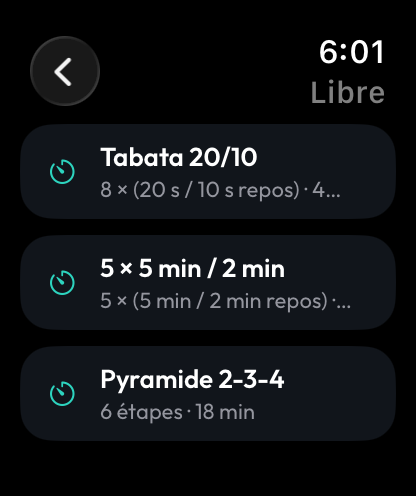 6:01
Libre
Tabata 20/10
8 × (20 s / 10 s repos) · 4…
5 × 5 min / 2 min
5 × (5 min / 2 min repos) ·…
Pyramide 2-3-4
6 étapes · 18 min